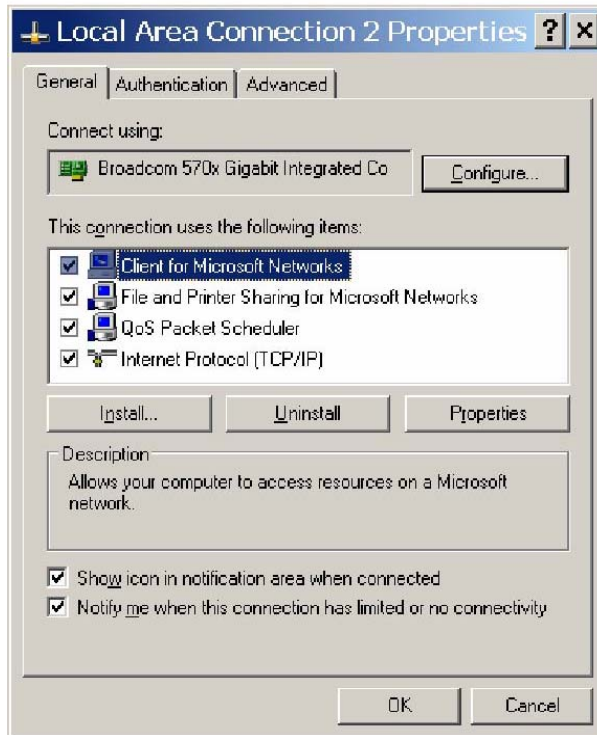 Local Area Connection 2 Properties ? ×
General Authentication Advanced
Connect using:
Broadcom 570x Gigabit Integrated Co Configure...
This connection uses the following items:
Client for Microsoft Networks
File and Printer Sharing for Microsoft Networks
QoS Packet Scheduler
Internet Protocol (TCP/IP)
Install... Uninstall Properties
Description
Allows your computer to access resources on a Microsoft
network.
Show icon in notification area when connected
Notify me when this connection has limited or no connectivity
OK Cancel